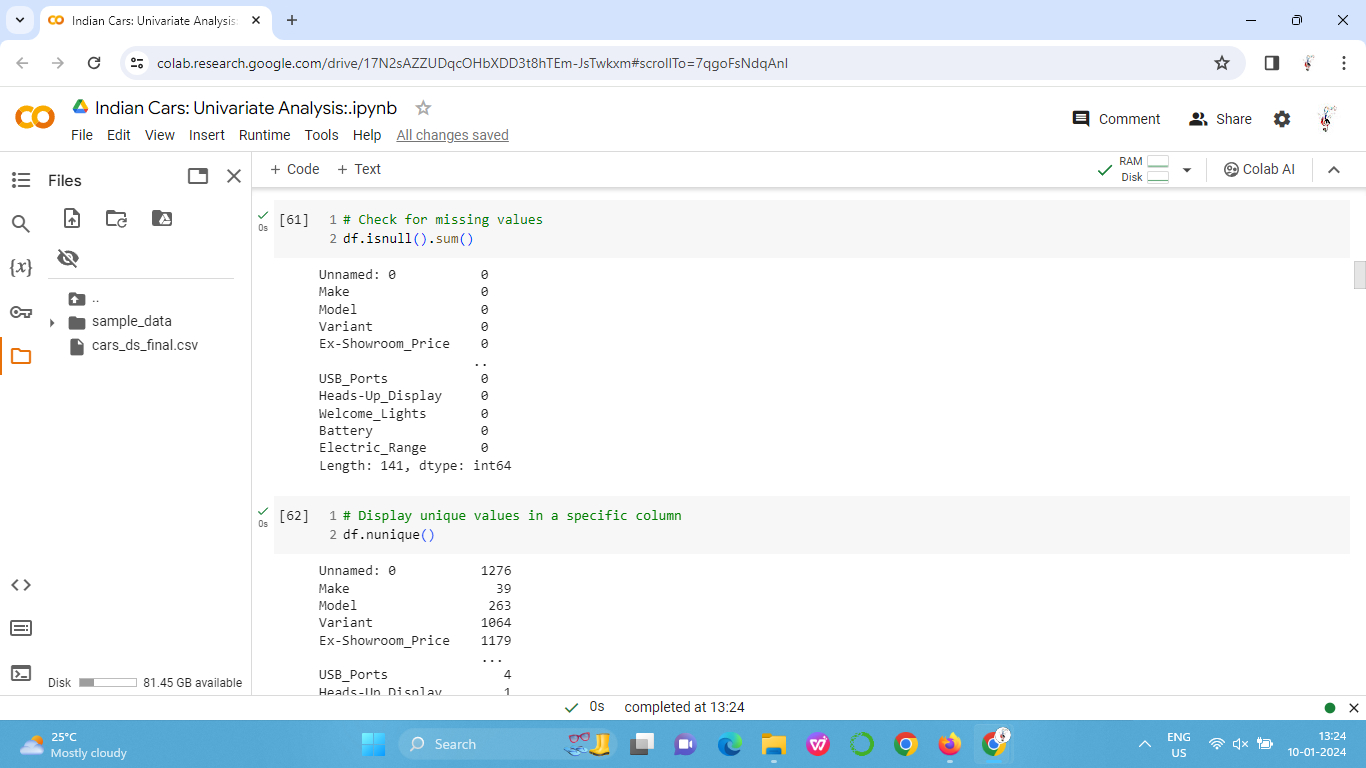 Indian Cars: Univariate Analysis
colab.research.google.com/drive/17N2sAZZUDqcOHbXDD3t8hTEm-JsTwkxm#scrollTo=7qgoFsNdqAnI
Indian Cars: Univariate Analysis:.ipynb
File Edit View Insert Runtime Tools Help All changes saved
Comment Share
Files
+ Code + Text
RAM
Disk
Colab AI
..
sample_data
cars_ds_final.csv
Disk 81.45 GB available
[61] 1 # Check for missing values
0s
2 df.isnull().sum()
Unnamed: 0 0
Make 0
Model 0
Variant 0
Ex-Showroom_Price 0
..
USB_Ports 0
Heads-Up_Display 0
Welcome_Lights 0
Battery 0
Electric_Range 0
Length: 141, dtype: int64
[62] 1 # Display unique values in a specific column
0s
2 df.nunique()
Unnamed: 0 1276
Make 39
Model 263
Variant 1064
Ex-Showroom_Price 1179
...
USB_Ports 4
Heads-Up_Display 1
0s completed at 13:24
25°C
Mostly cloudy
Search
ENG
US
13:24
10-01-2024